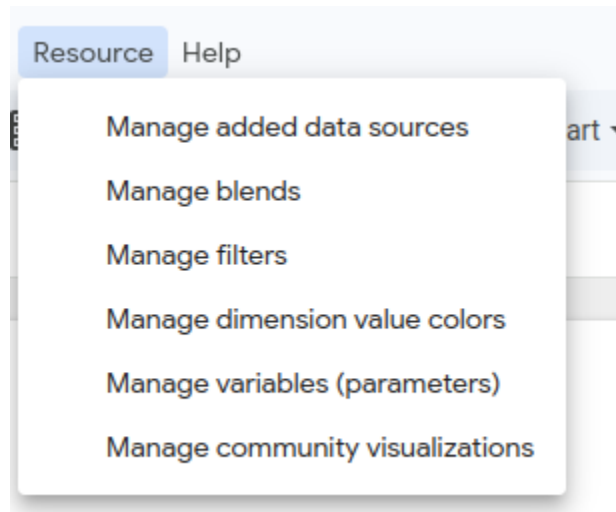 Resource Help
Manage added data sources
art
Manage blends
Manage filters
Manage dimension value colors
Manage variables (parameters)
Manage community visualizations